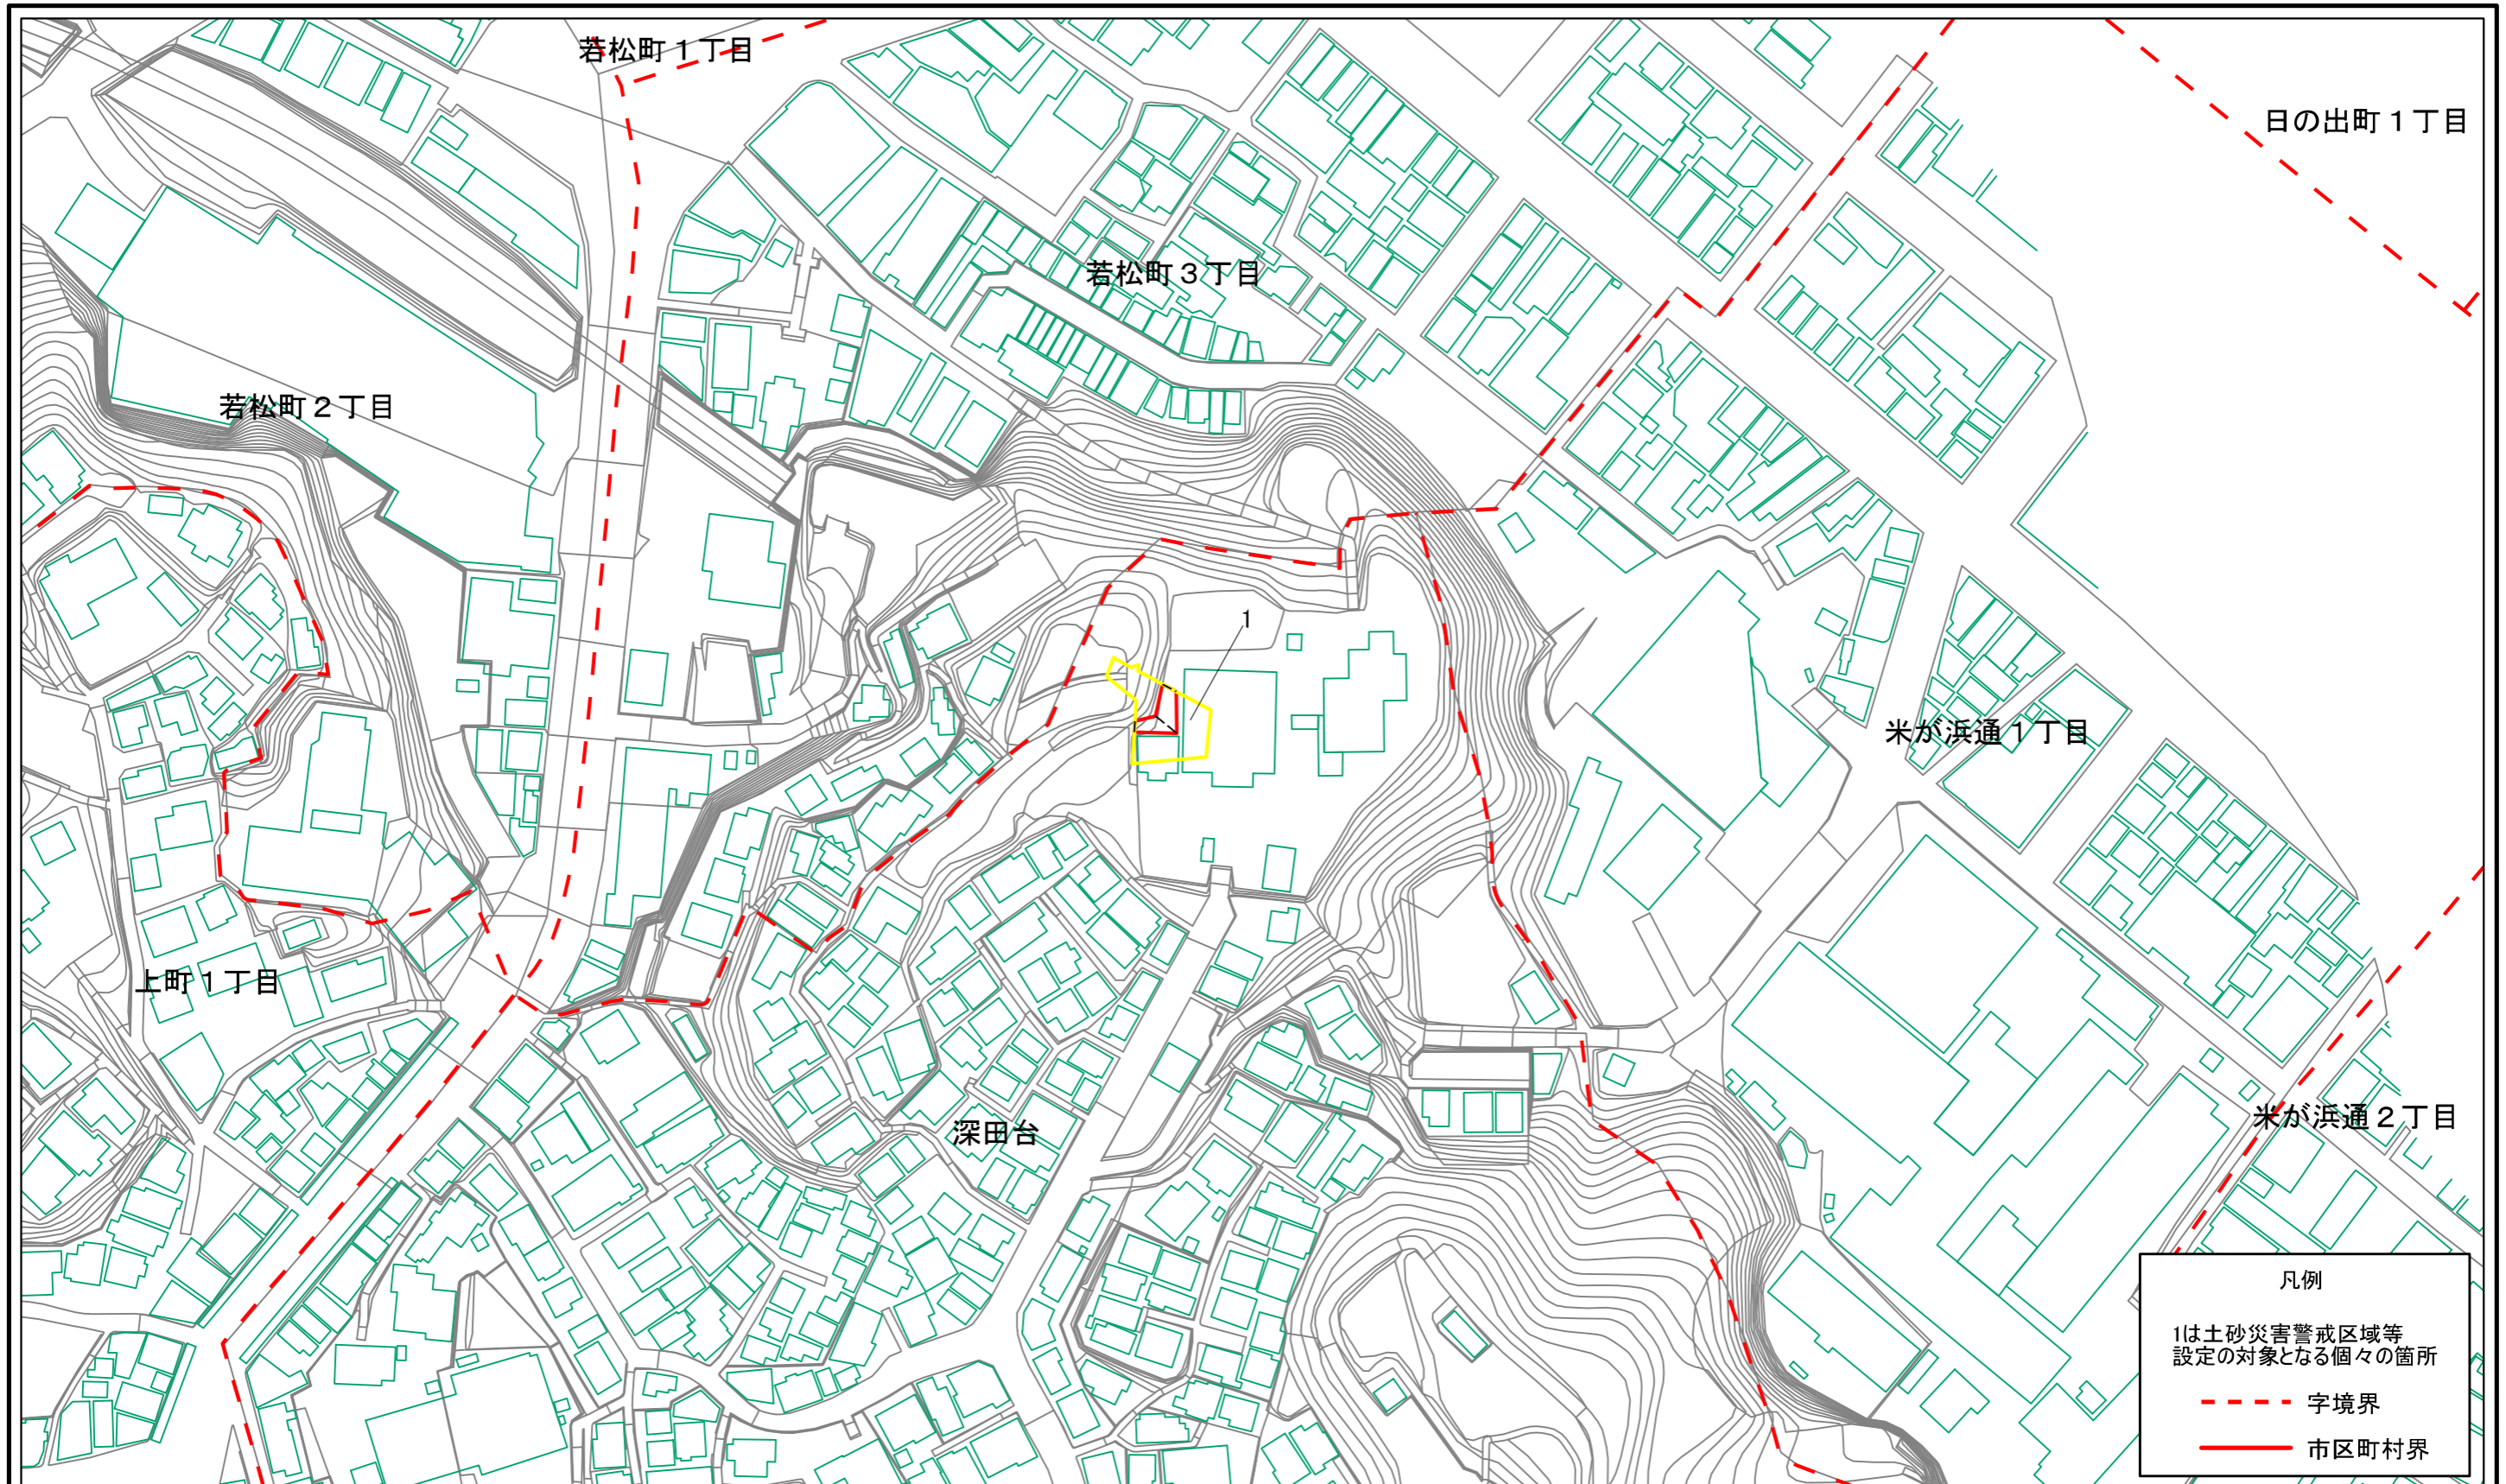 若松町１丁目
日の出町１丁目
若松町３丁目
若松町２丁目
1
米が浜通１丁目
上町１丁目
深田台
米が浜通２丁目
凡例
1は土砂災害警戒区域等
設定の対象となる個々の箇所
字境界
市区町村界